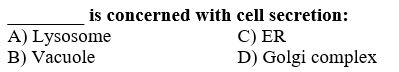 ________ is concerned with cell secretion:
A) Lysosome C) ER
B) Vacuole D) Golgi complex